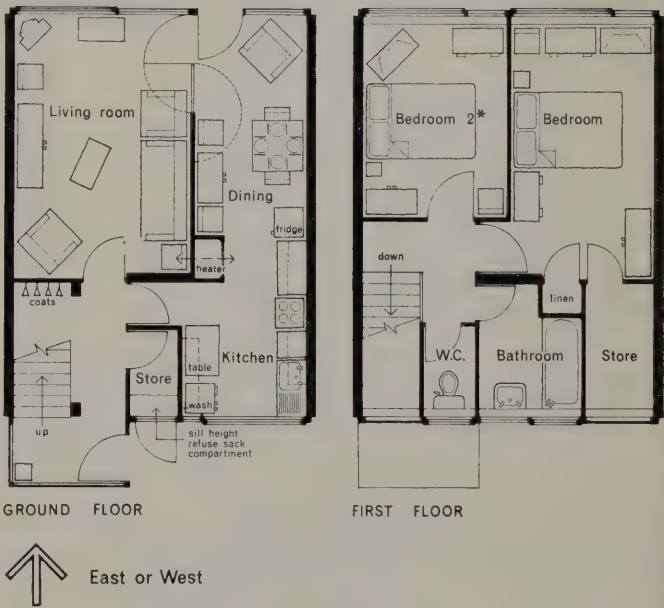 Living room
Dining
fridge
heater
coats
Kitchen
table
Store
wash
up
sill height
refuse sack
compartment
GROUND FLOOR
Bedroom 2*
Bedroom
down
linen
W.C.
Bathroom
Store
FIRST FLOOR
East or West